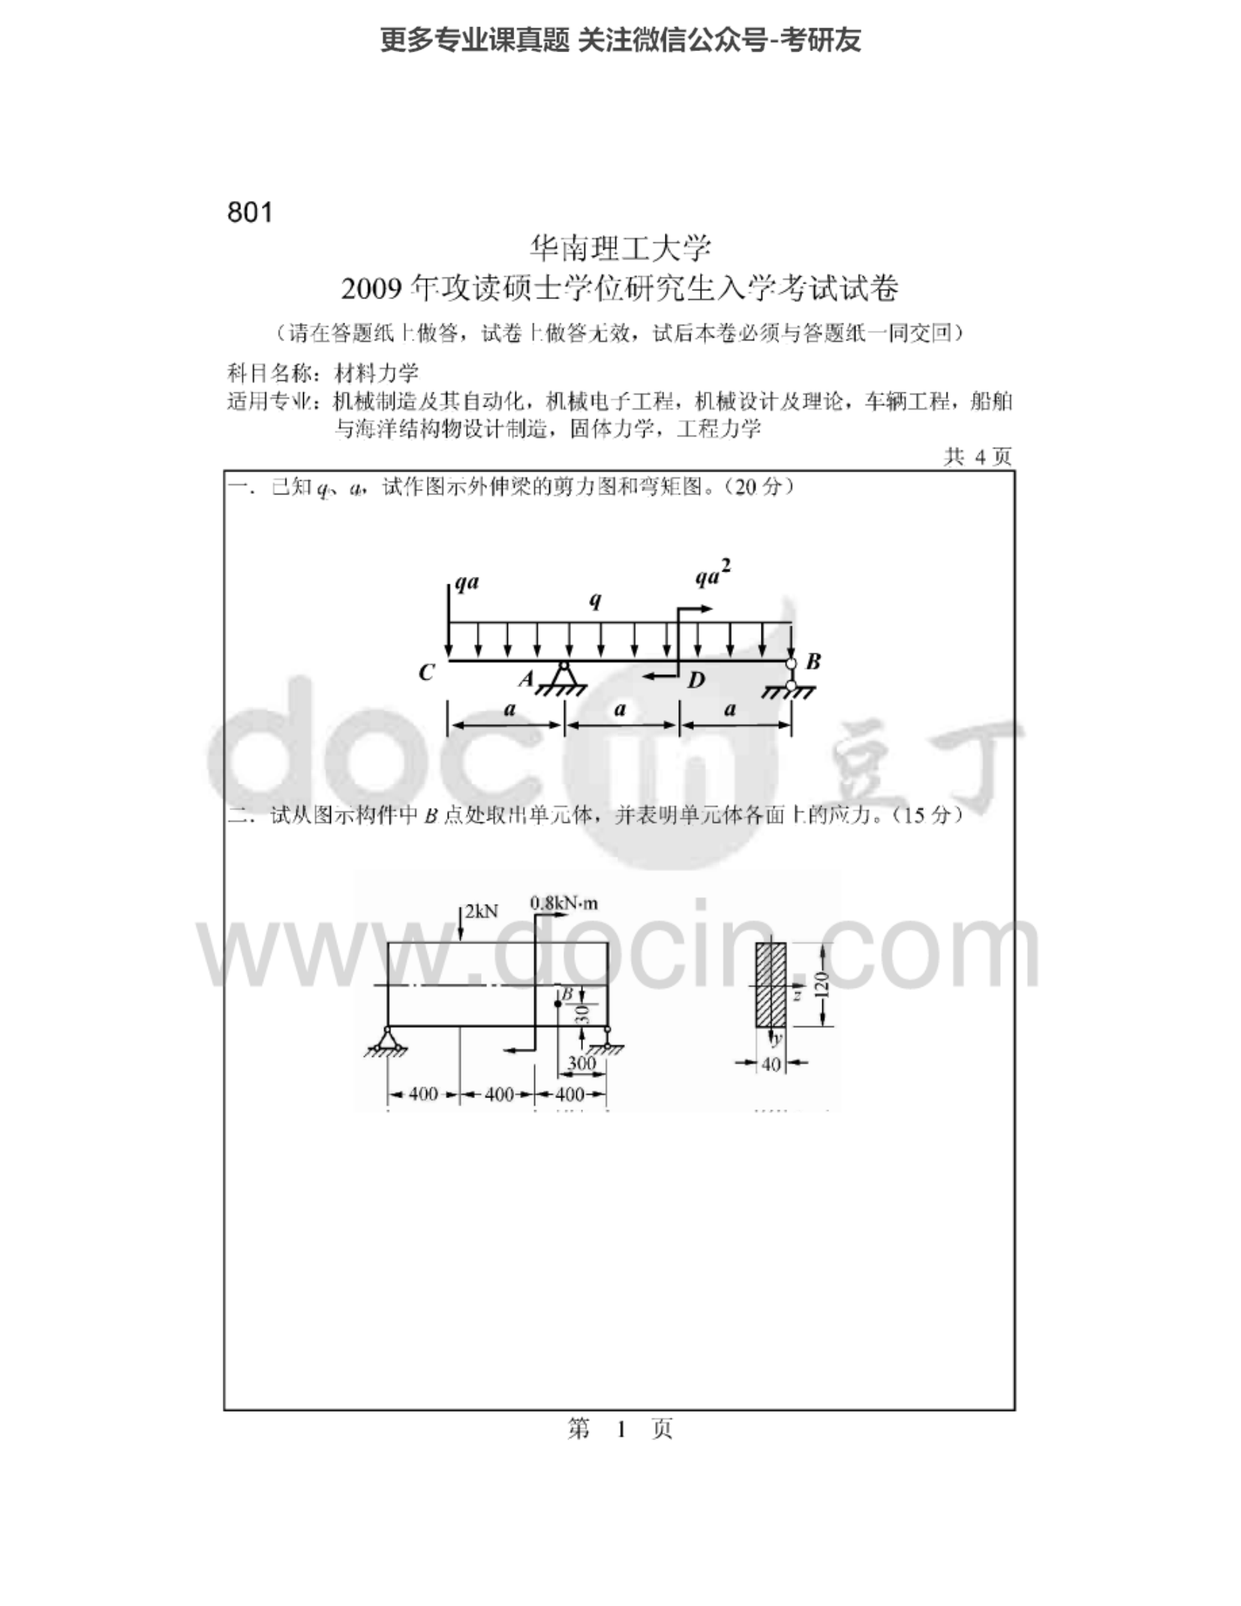 更多专业课真题 关注微信公众号-考研友
801
华南理工大学
2009 年攻读硕士学位研究生入学考试试卷
（请在答题纸上做答，试卷上做答无效，试后本卷必须与答题纸一同交回）
科目名称：材料力学
适用专业：机械制造及其自动化，机械电子工程，机械设计及理论，车辆工程，船舶
与海洋结构物设计制造，固体力学，工程力学
共 4 页
一．已知 q、a，试作图示外伸梁的剪力图和弯矩图。（20 分）
qa
q
qa²
C
A
D
B
a
a
a
docin 豆丁
二．试从图示构件中 B 点处取出单元体，并表明单元体各面上的应力。（15 分）
www.docin.com
2kN
0.8kN·m
B
30
300
400
400
400
z
y
120
40
第 1 页